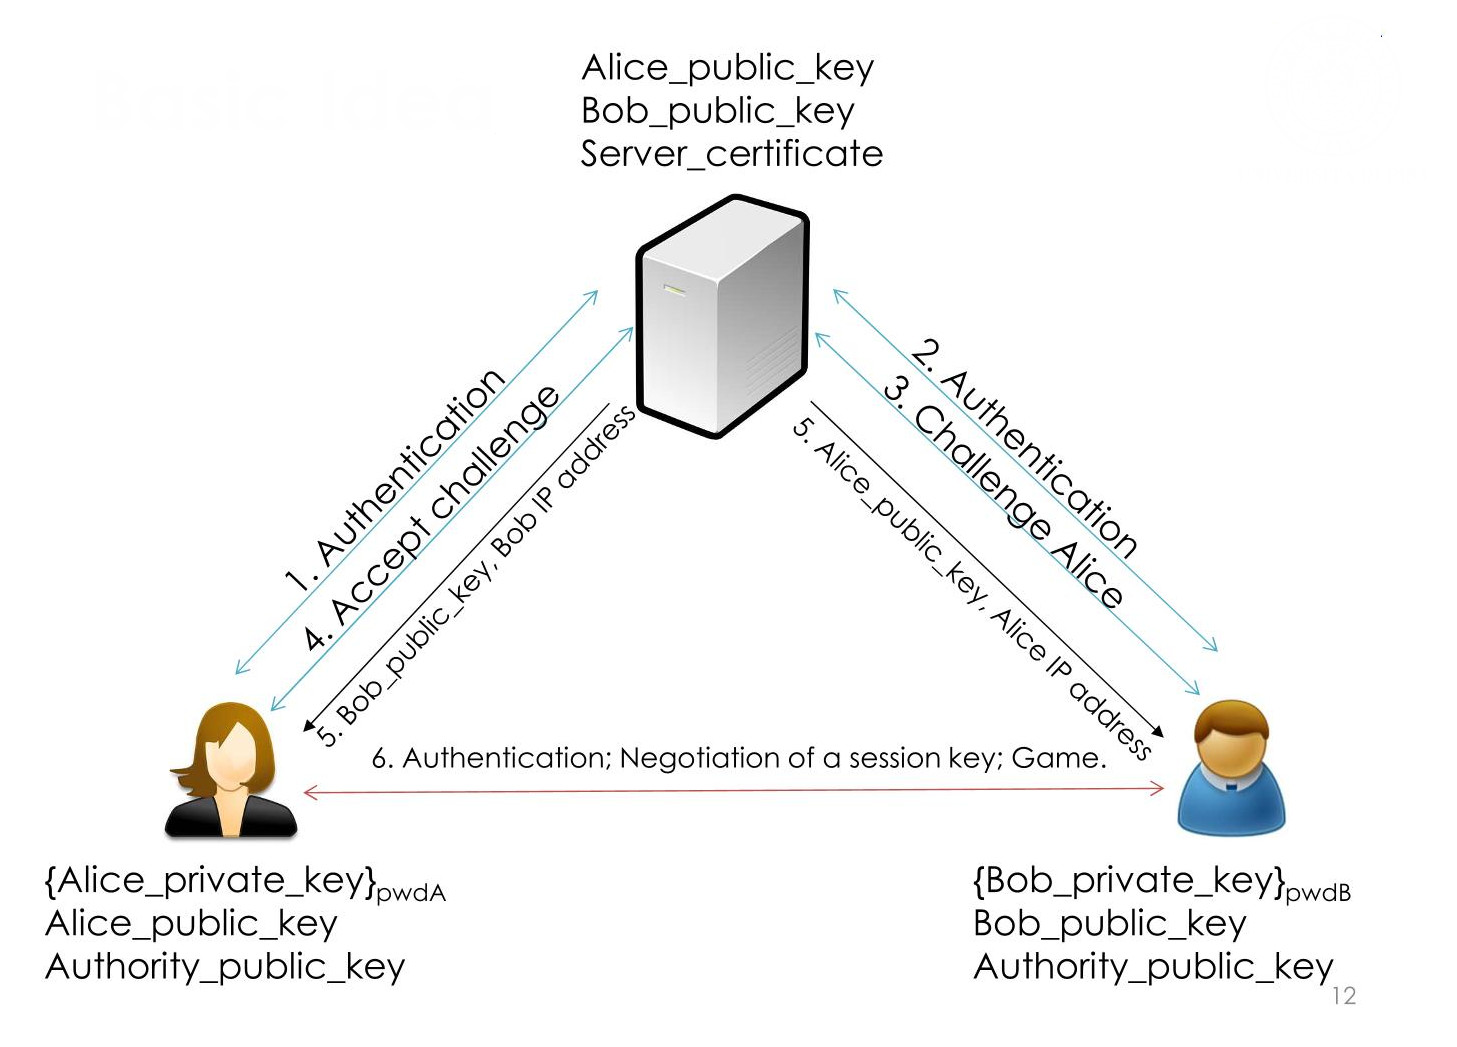 Alice_public_key
Bob_public_key
Server_certificate
1. Authentication
4. Accept challenge
5. Bob_public_key, Bob IP address
2. Authentication
3. Challenge Alice
5. Alice_public_key, Alice IP address
6. Authentication; Negotiation of a session key; Game.
{Alice_private_key}pwdA
Alice_public_key
Authority_public_key
{Bob_private_key}pwdB
Bob_public_key
Authority_public_key
12